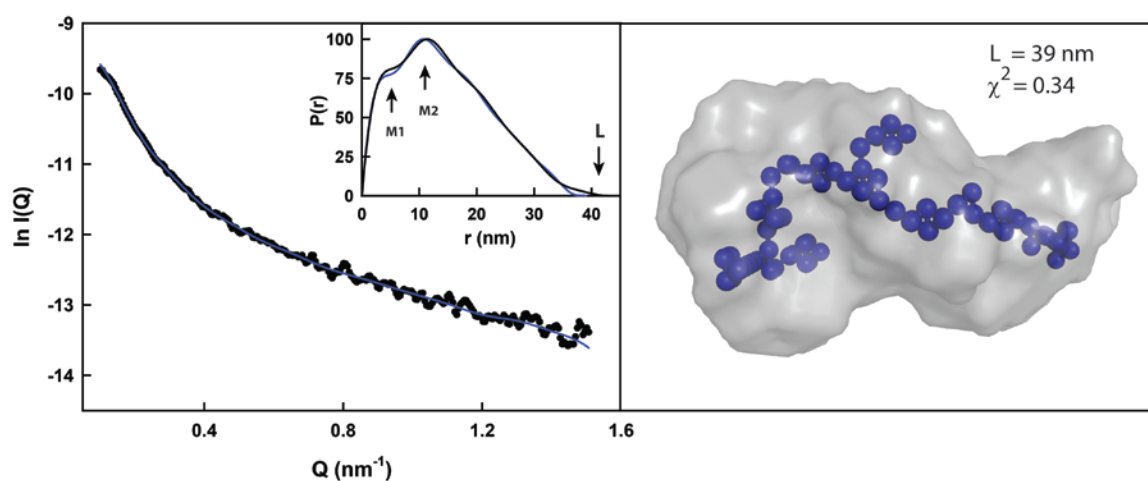 -9
-10
-11
-12
-13
-14
ln I(Q)
0.4
0.8
1.2
1.6
Q (nm⁻¹)
100
75
50
25
0
P(r)
M1
M2
L
0
10
20
30
40
r (nm)
L = 39 nm
χ² = 0.34